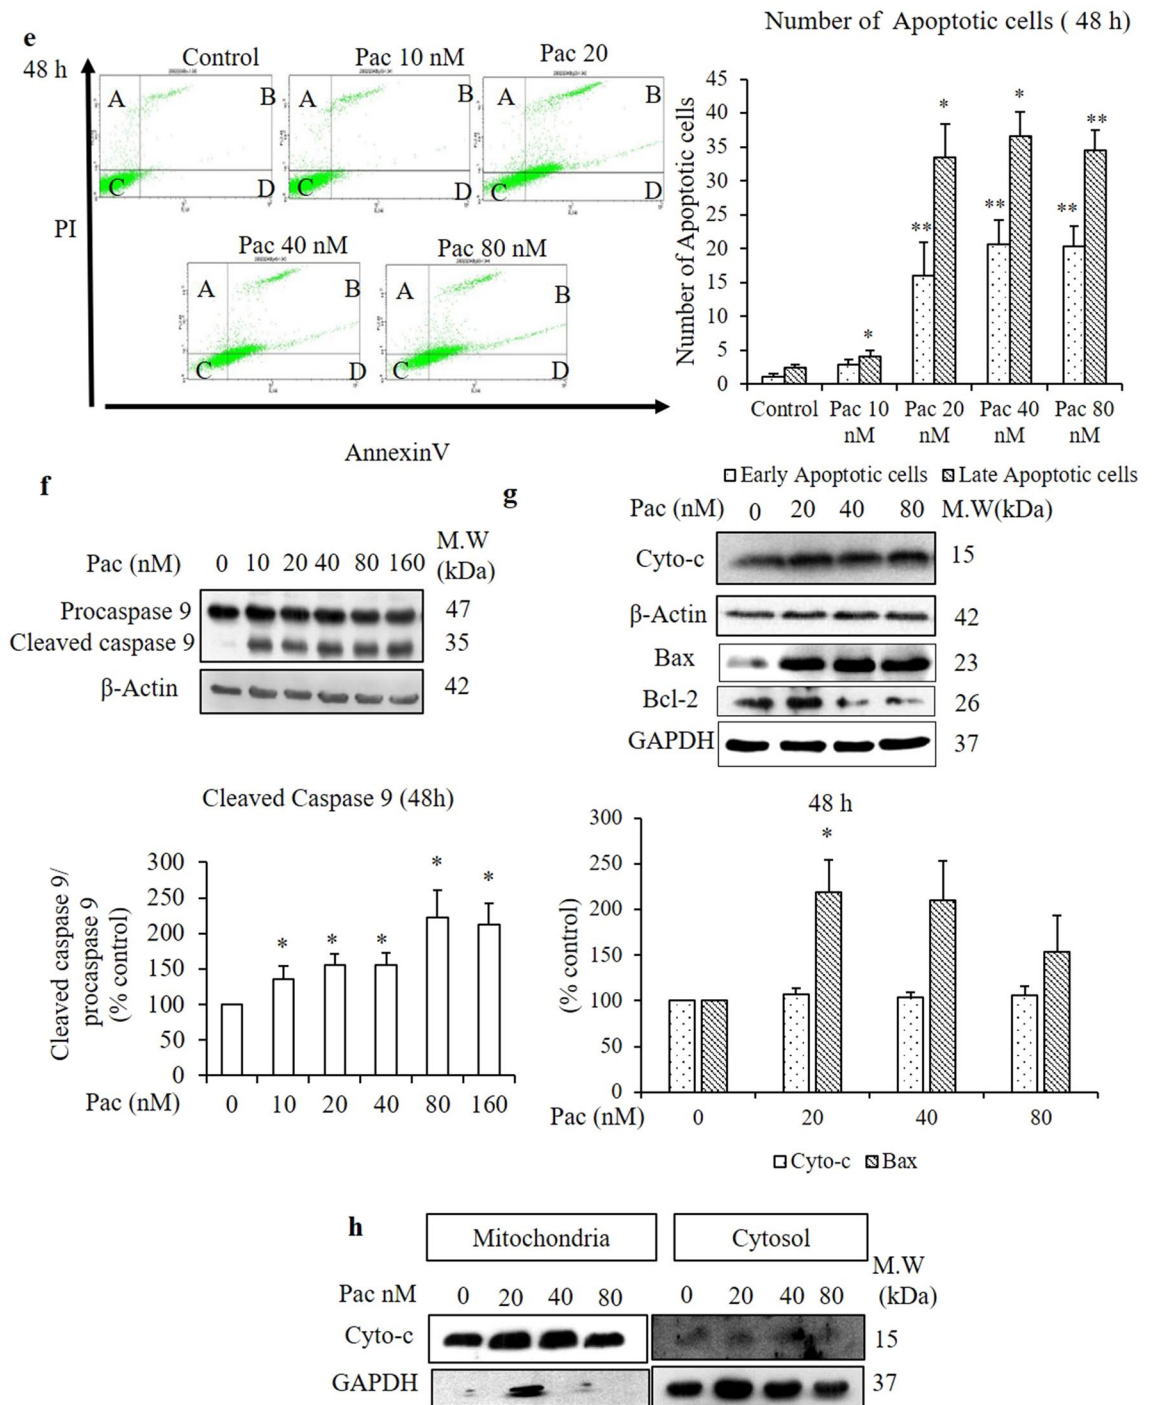 e
48 h
Control
Pac 10 nM
Pac 20
A
B
C
D
A
B
C
D
A
B
C
D
PI
Pac 40 nM
Pac 80 nM
A
B
C
D
A
B
C
D
AnnexinV
Number of Apoptotic cells ( 48 h)
Number of Apoptotic cells
45
40
35
30
25
20
15
10
5
0
* * **
** ** **
*
Control Pac 10 nM Pac 20 nM Pac 40 nM Pac 80 nM
Early Apoptotic cells Late Apoptotic cells
f
Pac (nM) 0 10 20 40 80 160 M.W (kDa)
Procaspase 9 47
Cleaved caspase 9 35
β-Actin 42
Cleaved Caspase 9 (48h)
Cleaved caspase 9/
procaspase 9
(% control)
300
250
200
150
100
50
0
* * * * *
Pac (nM) 0 10 20 40 80 160
g
Pac (nM) 0 20 40 80 M.W(kDa)
Cyto-c 15
β-Actin 42
Bax 23
Bcl-2 26
GAPDH 37
48 h
(% control)
300
250
200
150
100
50
0
*
Pac (nM) 0 20 40 80
Cyto-c Bax
h
Mitochondria Cytosol
Pac nM 0 20 40 80 0 20 40 80 M.W (kDa)
Cyto-c 15
GAPDH 37